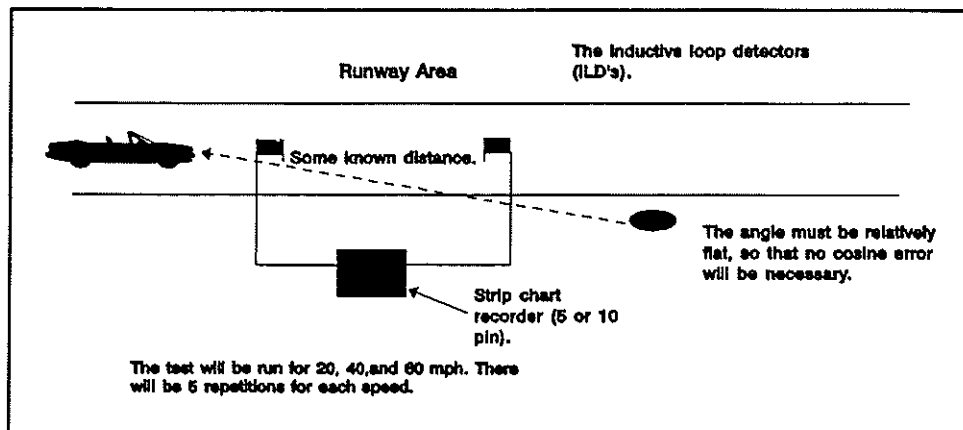 The inductive loop detectors
(ILD's).
Runway Area
Some known distance.
The angle must be relatively
flat, so that no cosine error
will be necessary.
Strip chart
recorder (5 or 10
pin).
The test will be run for 20, 40,and 60 mph. There
will be 5 repetitions for each speed.